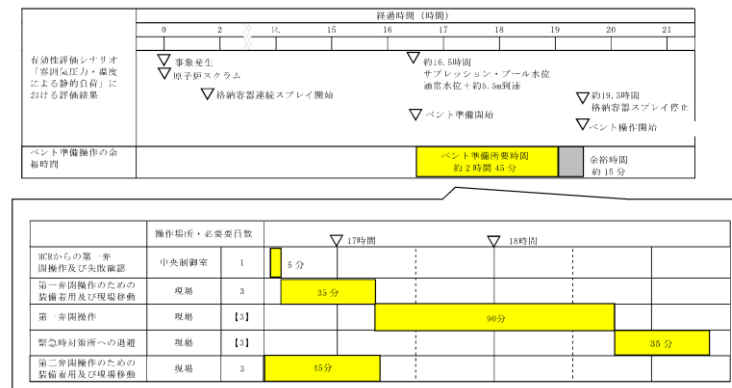 経過時間（時間）
0 1 2 14 15 16 17 18 19 20 21
有効性評価シナリオ
「雰囲気圧力・温度
による静的負荷」に
おける評価結果
事象発生
原子炉スクラム
格納容器連続スプレイ開始
約16.5時間
サプレッション・プール水位
通常水位＋約5.5m到達
ベント準備開始
約19.5時間
格納容器スプレイ停止
ベント操作開始
ベント準備操作の余
裕時間
ベント準備所要時間
約２時間45分
余裕時間
約15分
操作場所・必要要員数
17時間
18時間
MCRからの第一弁
開操作及び失敗確認
中央制御室
1
5分
第一弁開操作のための
装備着用及び現場移動
現場
3
35分
第一弁開操作
現場
【3】
90分
緊急時対策所への退避
現場
【3】
35分
第二弁開操作のための
装備着用及び現場移動
現場
3
45分